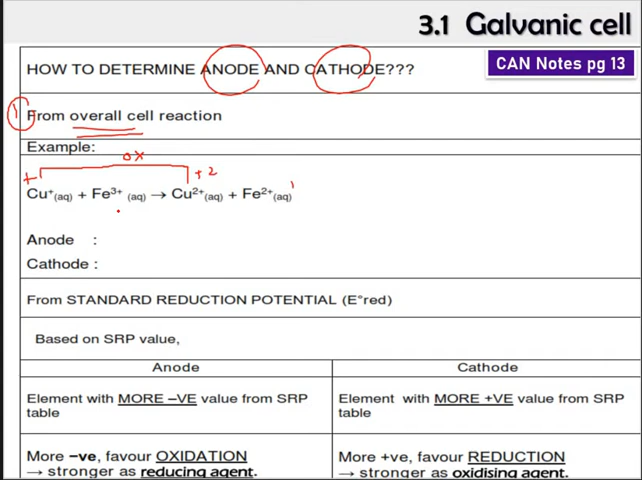 3.1 Galvanic cell
HOW TO DETERMINE ANODE AND CATHODE???
CAN Notes pg 13
1 From overall cell reaction
Example:
ox
+ +2
Cu⁺(aq) + Fe³⁺ (aq) → Cu²⁺(aq) + Fe²⁺(aq)
Anode :
Cathode :
From STANDARD REDUCTION POTENTIAL (E°red)
Based on SRP value,
Anode Cathode
Element with MORE –VE value from SRP table
Element with MORE +VE value from SRP table
More –ve, favour OXIDATION
→ stronger as reducing agent.
More +ve, favour REDUCTION
→ stronger as oxidising agent.